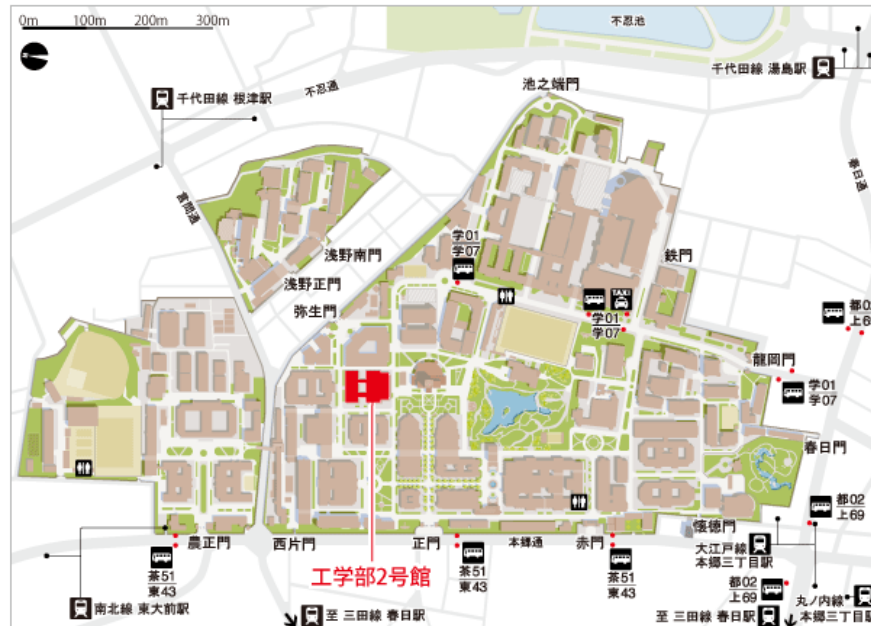 0m 100m 200m 300m
不忍池
千代田線 湯島駅
池之端門
千代田線 根津駅
不忍通
春日通
言問通
学01
学07
浅野南門
鉄門
浅野正門
TAXI
弥生門
学01
学07
都02
上69
龍岡門
学01
学07
春日門
都02
上69
懐徳門
農正門
西片門
正門
本郷通
赤門
大江戸線
本郷三丁目駅
工学部2号館
茶51
東43
茶51
東43
茶51
東43
都02
上69
丸ノ内線
本郷三丁目駅
南北線 東大前駅
至 三田線 春日駅
至 三田線 春日駅